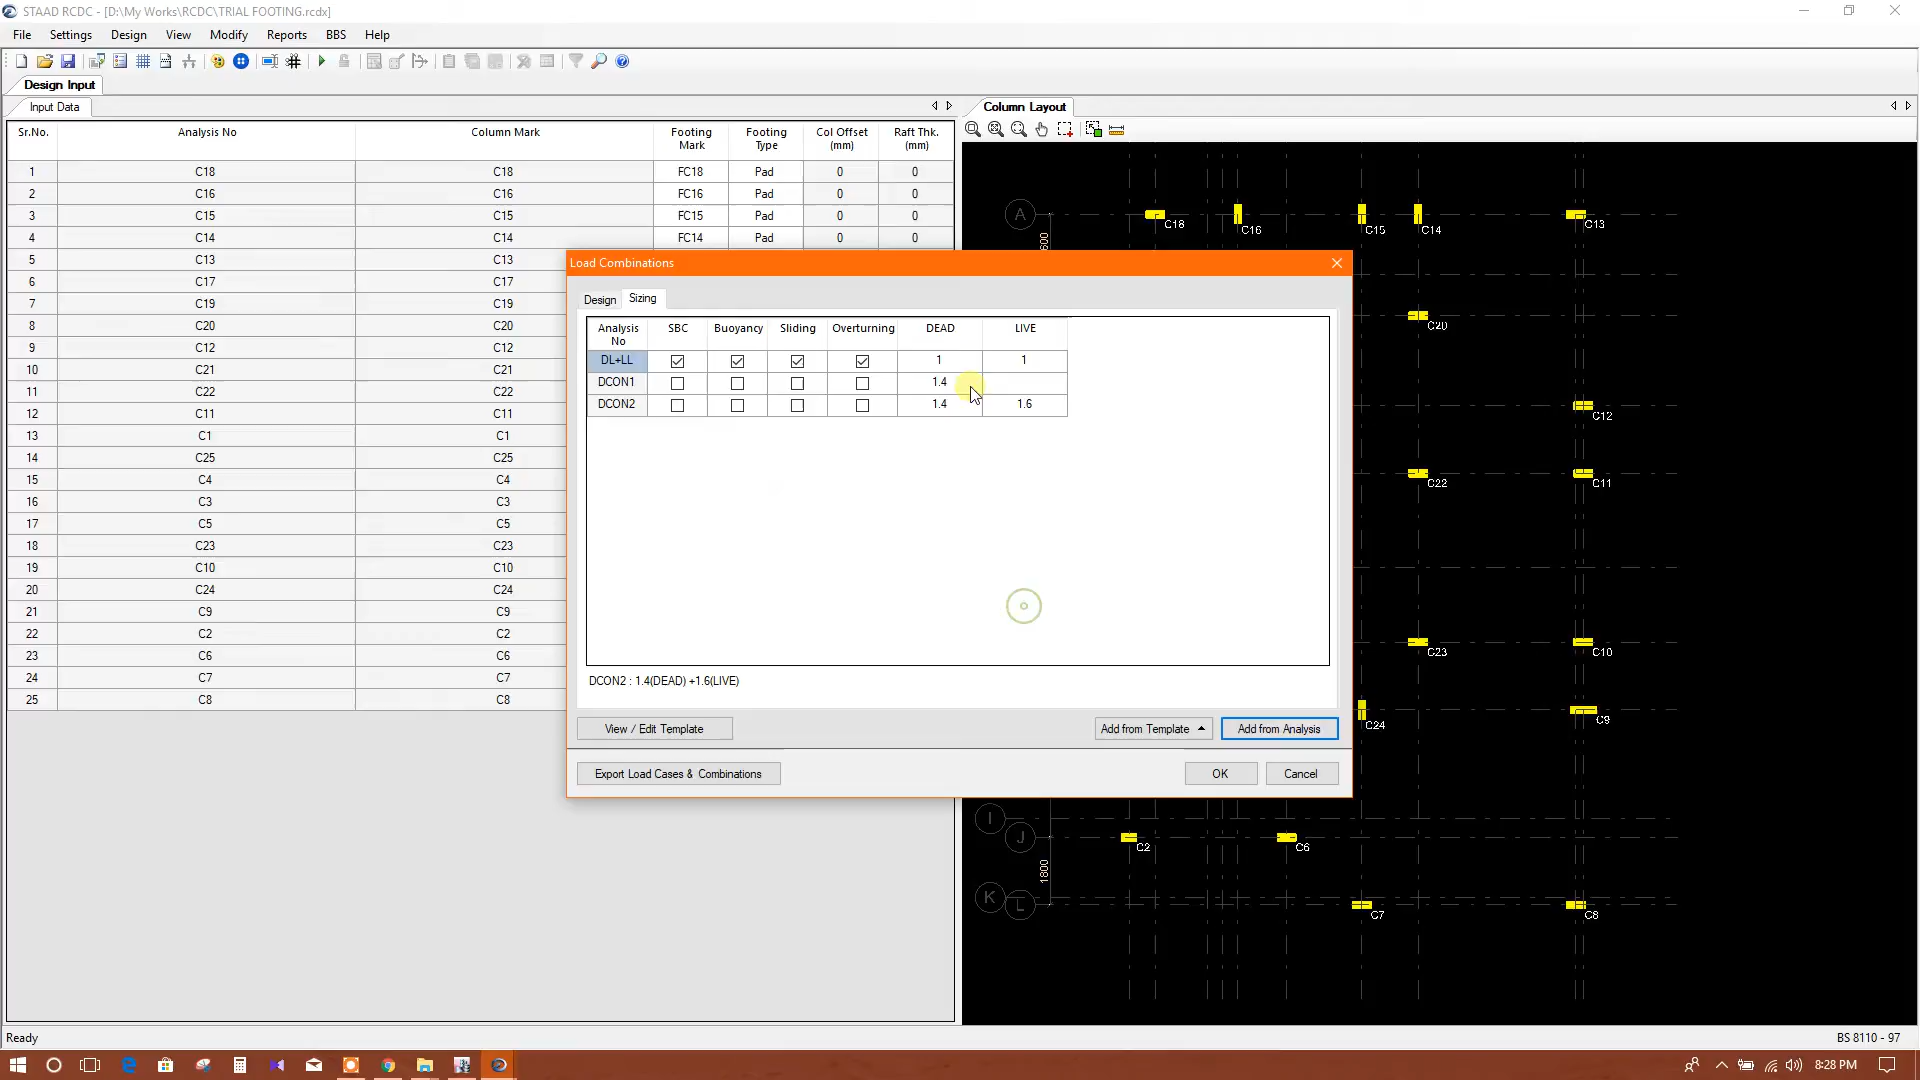 STAAD RCDC - [D:\My Works\RCDC\TRIAL FOOTING.rcdx]
File Settings Design View Modify Reports BBS Help
Design Input
Input Data
Column Layout
Sr.No. Analysis No Column Mark Footing Mark Footing Type Col Offset (mm) Raft Thk. (mm)
1 C18 C18 FC18 Pad 0 0
2 C16 C16 FC16 Pad 0 0
3 C15 C15 FC15 Pad 0 0
4 C14 C14 FC14 Pad 0 0
5 C13 C13
6 C17 C17
7 C19 C19
8 C20 C20
9 C12 C12
10 C21 C21
11 C22 C22
12 C11 C11
13 C1 C1
14 C25 C25
15 C4 C4
16 C3 C3
17 C5 C5
18 C23 C23
19 C10 C10
20 C24 C24
21 C9 C9
22 C2 C2
23 C6 C6
24 C7 C7
25 C8 C8
Load Combinations
Design Sizing
Analysis No SBC Buoyancy Sliding Overturning DEAD LIVE
DL+LL 1 1
DCON1 1.4
DCON2 1.4 1.6
DCON2 : 1.4(DEAD) +1.6(LIVE)
View / Edit Template Add from Template Add from Analysis
Export Load Cases & Combinations OK Cancel
A
C18
C16
C15
C14
C13
600
C20
C12
C22
C11
C23
C10
C24
C9
I
J
C2
C6
1800
K
L
C7
C8
Ready
BS 8110 - 97
8:28 PM